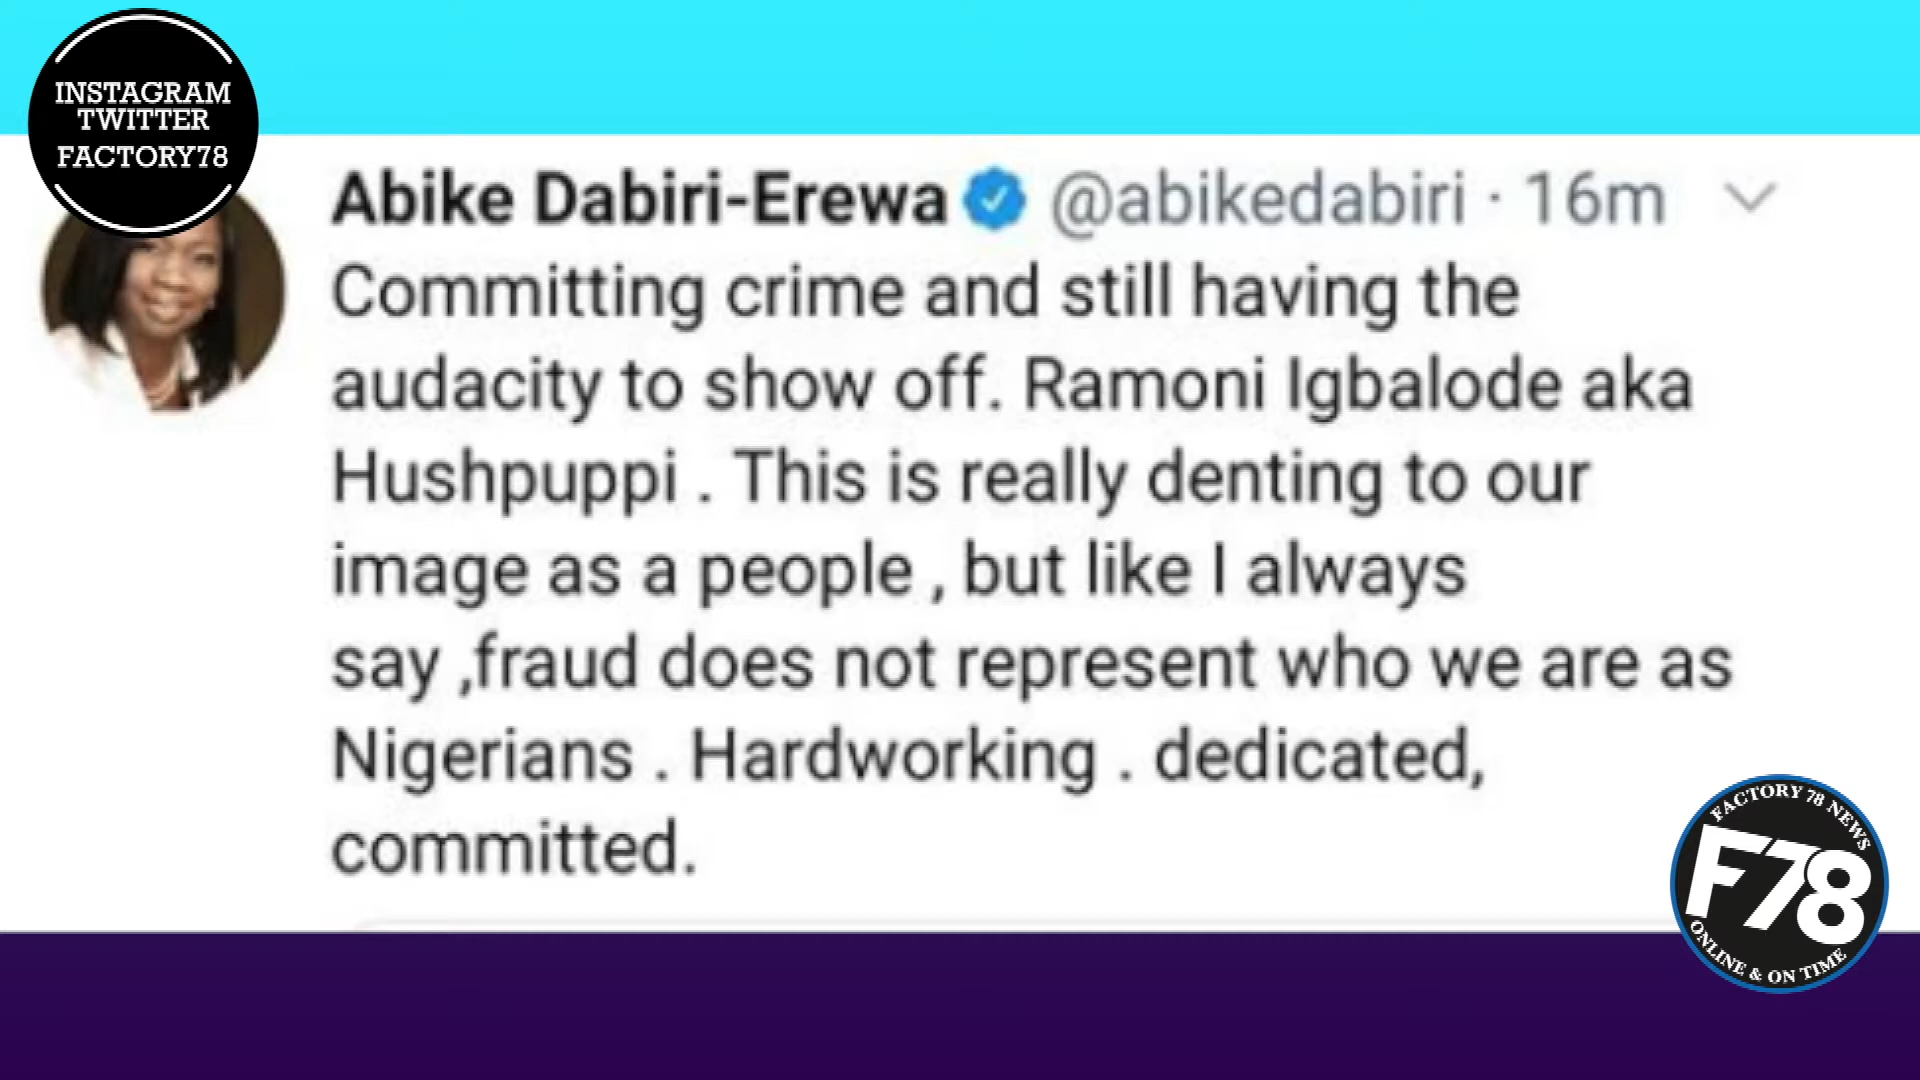 INSTAGRAM
TWITTER
FACTORY78
Abike Dabiri-Erewa @abikedabiri · 16m
Committing crime and still having the
audacity to show off. Ramoni Igbalode aka
Hushpuppi . This is really denting to our
image as a people , but like I always
say ,fraud does not represent who we are as
Nigerians . Hardworking . dedicated,
committed.
FACTORY 78 NEWS
F78
ONLINE & ON TIME